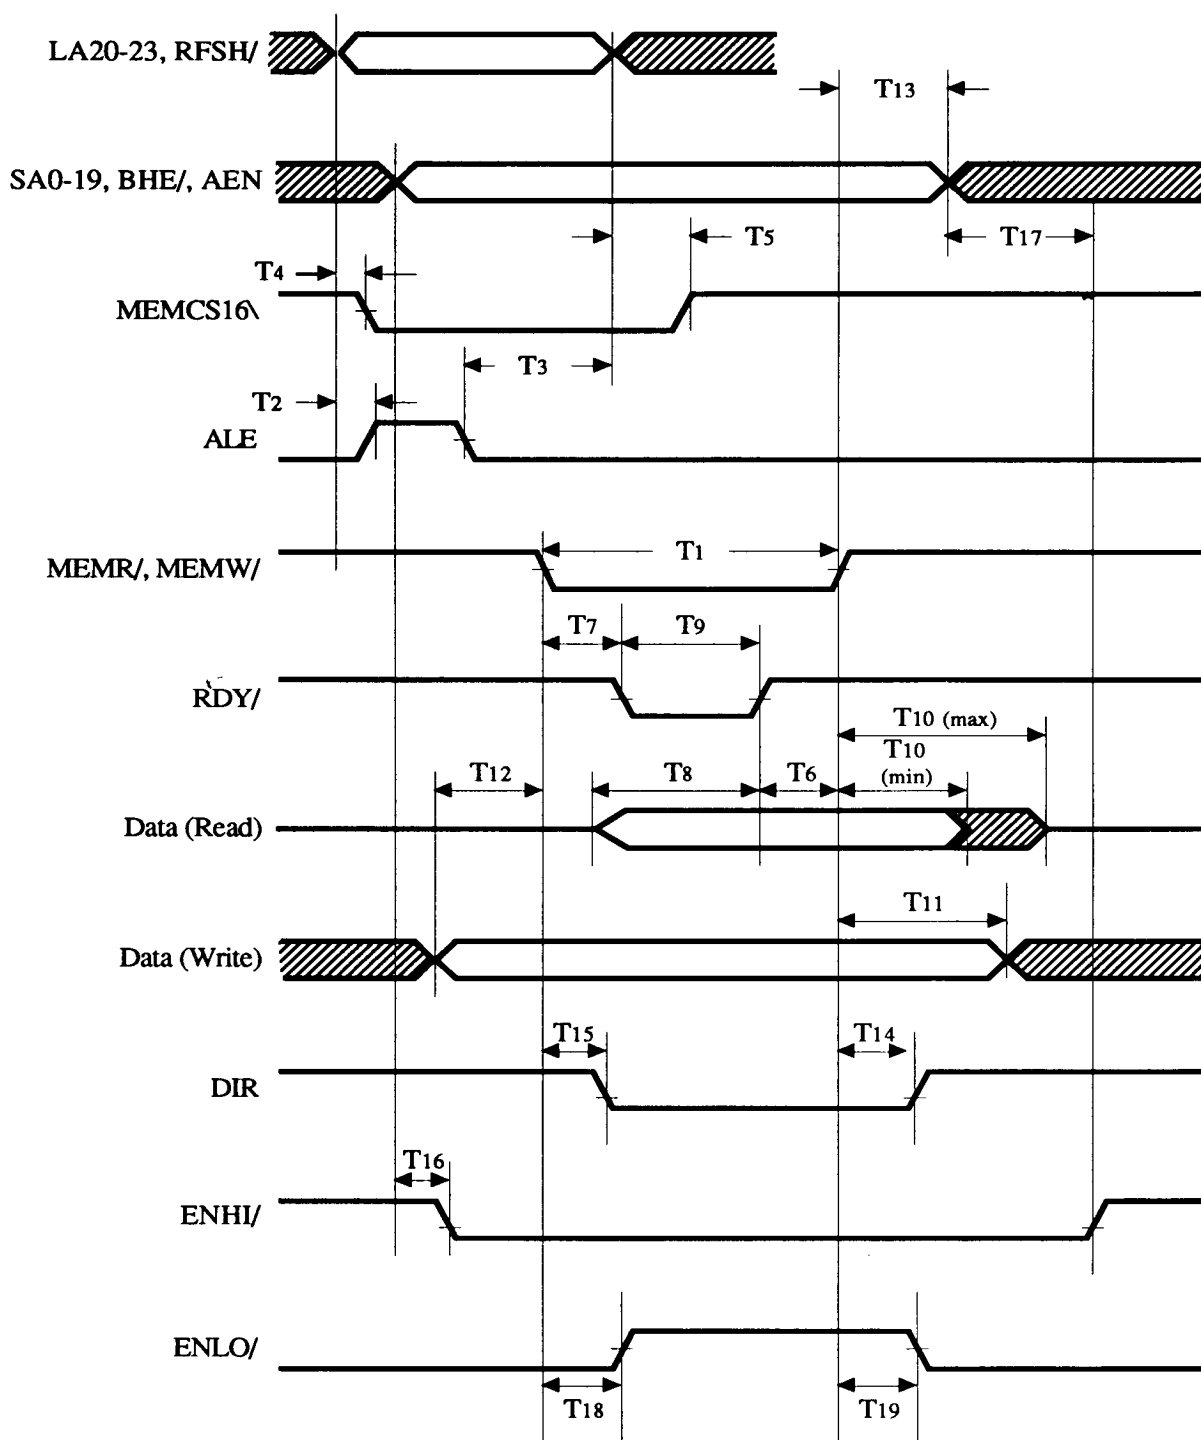 LA20-23, RFSH/
T13
SA0-19, BHE/, AEN
T5
T17
T4
MEMCS16\
T3
T2
ALE
T1
MEMR/, MEMW/
T7
T9
RDY/
T10 (max)
T10
(min)
T12
T8
T6
Data (Read)
T11
Data (Write)
T15
T14
DIR
T16
ENHI/
ENLO/
T18
T19